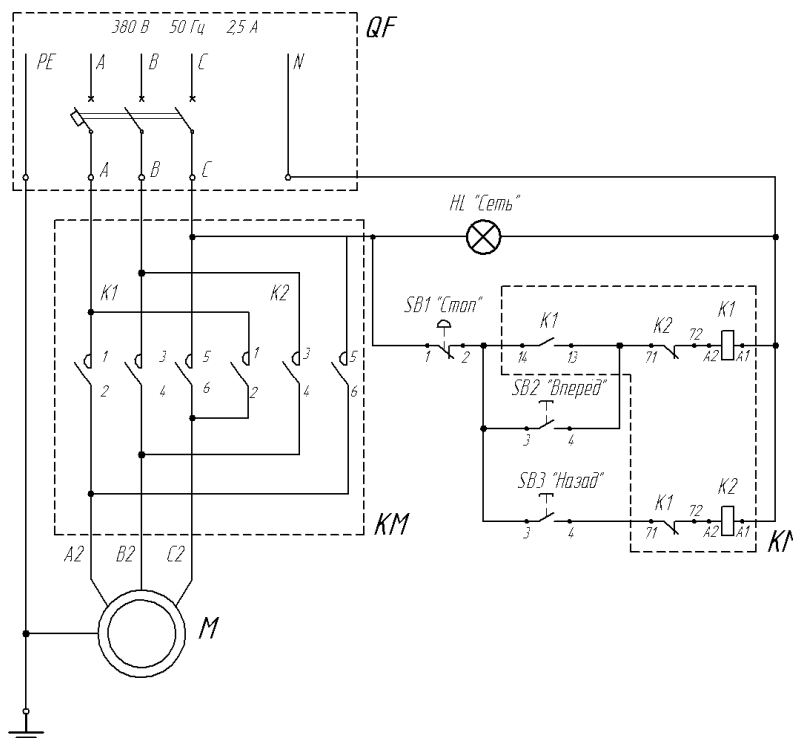 380 В 50 Гц 2,5 А
QF
PE A B C N
A B C
HL "Сеть"
K1 K2
SB1 "Стоп"
1 2
K1
14 13
K2
71 72
K1
A2 A1
1 3 5 1 3 5
2 4 6 2 4 6
SB2 "Вперед"
3 4
SB3 "Назад"
3 4
K1
71 72
K2
A2 A1
KM
KM
A2 B2 C2
M